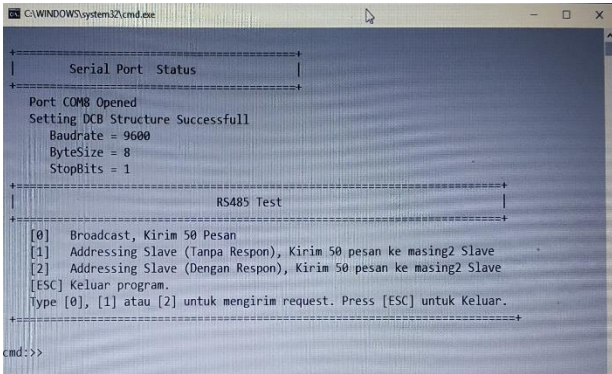 C:\WINDOWS\system32\cmd.exe
Serial Port Status
Port COM8 Opened
Setting DCB Structure Successfull
Baudrate = 9600
ByteSize = 8
StopBits = 1
RS485 Test
[0] Broadcast, Kirim 50 Pesan
[1] Addressing Slave (Tanpa Respon), Kirim 50 pesan ke masing2 Slave
[2] Addressing Slave (Dengan Respon), Kirim 50 pesan ke masing2 Slave
[ESC] Keluar program.
Type [0], [1] atau [2] untuk mengirim request. Press [ESC] untuk Keluar.
cmd:>>